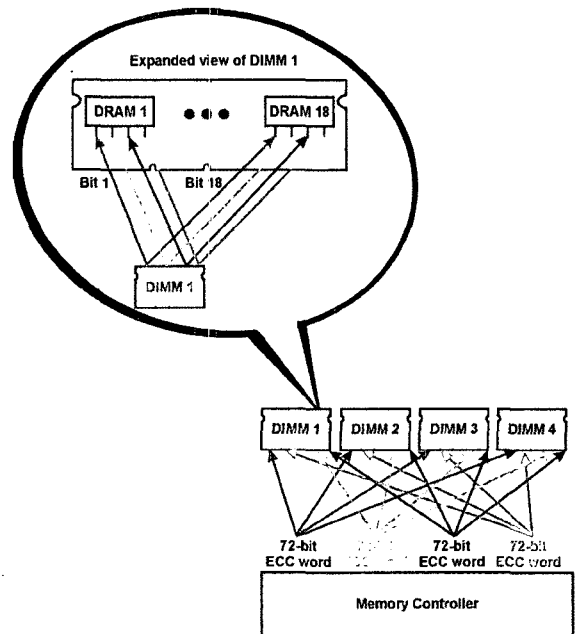 Expanded view of DIMM 1
DRAM 1
DRAM 18
Bit 1
Bit 18
DIMM 1
DIMM 1
DIMM 2
DIMM 3
DIMM 4
72-bit
ECC word
72-bit
ECC word
72-bit
ECC word
Memory Controller